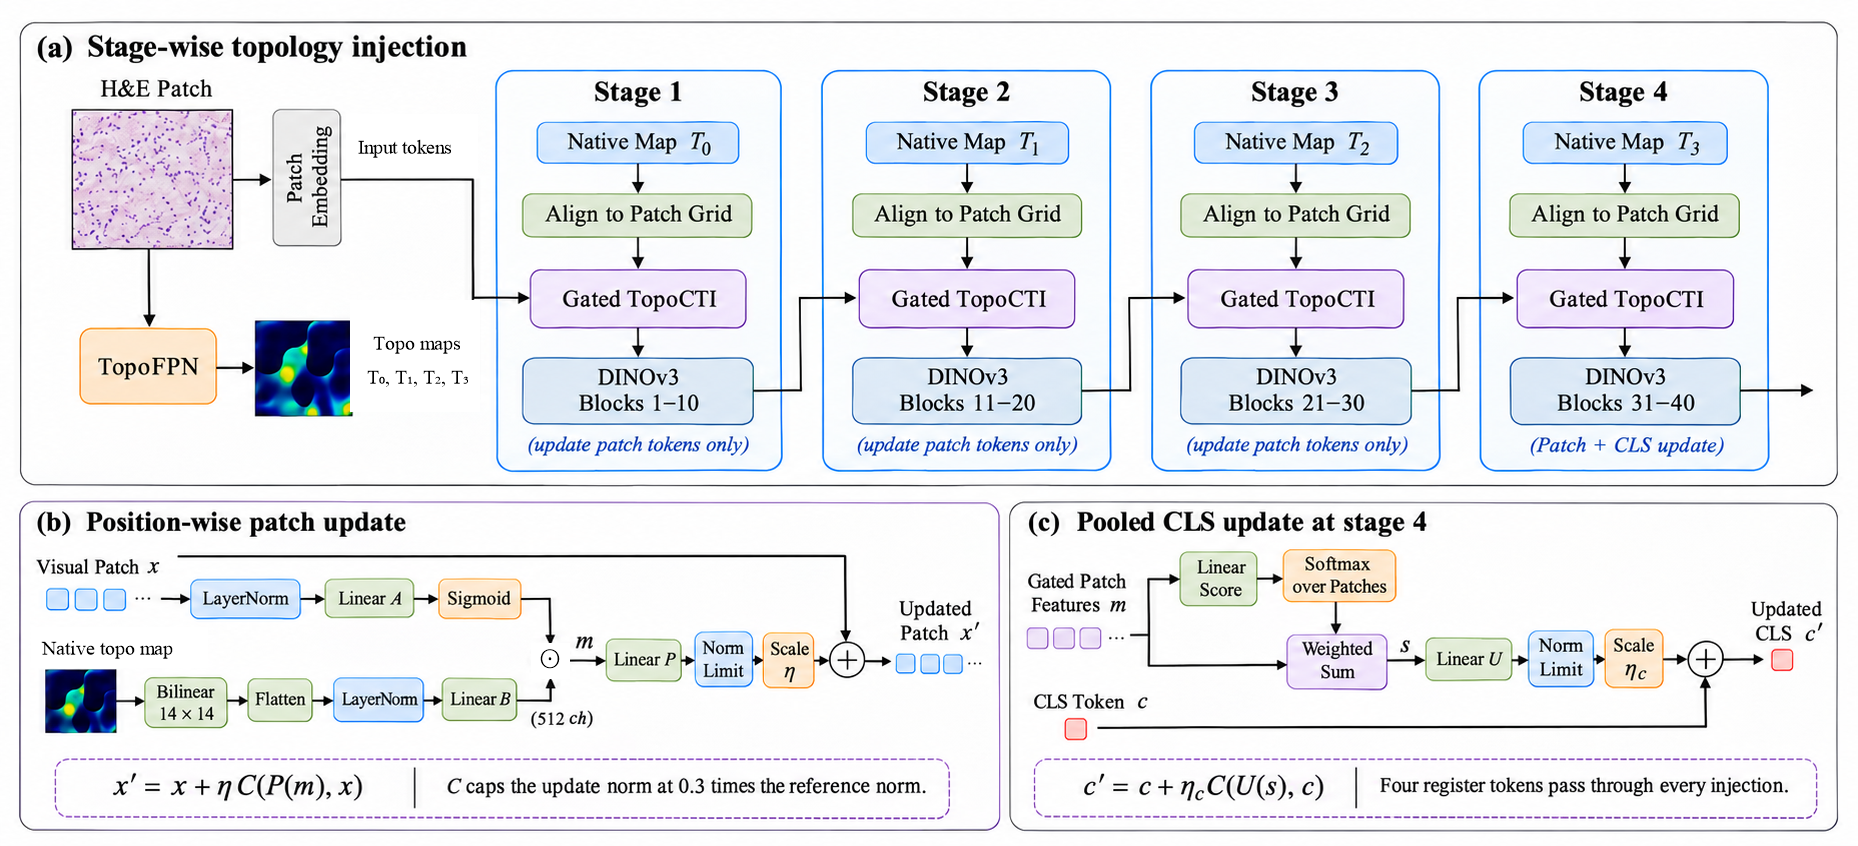 (a) Stage-wise topology injection
H&E Patch
Patch
Embedding
Input tokens
TopoFPN
Topo maps
T₀, T₁, T₂, T₃
Stage 1
Native Map T₀
Align to Patch Grid
Gated TopoCTI
DINOv3
Blocks 1–10
(update patch tokens only)
Stage 2
Native Map T₁
Align to Patch Grid
Gated TopoCTI
DINOv3
Blocks 11–20
(update patch tokens only)
Stage 3
Native Map T₂
Align to Patch Grid
Gated TopoCTI
DINOv3
Blocks 21–30
(update patch tokens only)
Stage 4
Native Map T₃
Align to Patch Grid
Gated TopoCTI
DINOv3
Blocks 31–40
(Patch + CLS update)
(b) Position-wise patch update
Visual Patch x
...
LayerNorm
Linear A
Sigmoid
Native topo map
Bilinear
14 × 14
Flatten
LayerNorm
Linear B
(512 ch)
⊙
m
Linear P
Norm
Limit
Scale
η
+
Updated
Patch x′
...
x′ = x + η C(P(m), x)
C caps the update norm at 0.3 times the reference norm.
(c) Pooled CLS update at stage 4
Gated Patch
Features m
...
Linear
Score
Softmax
over Patches
Weighted
Sum
s
Linear U
Norm
Limit
Scale
η_c
+
Updated
CLS c′
CLS Token c
c′ = c + η_c C(U(s), c)
Four register tokens pass through every injection.